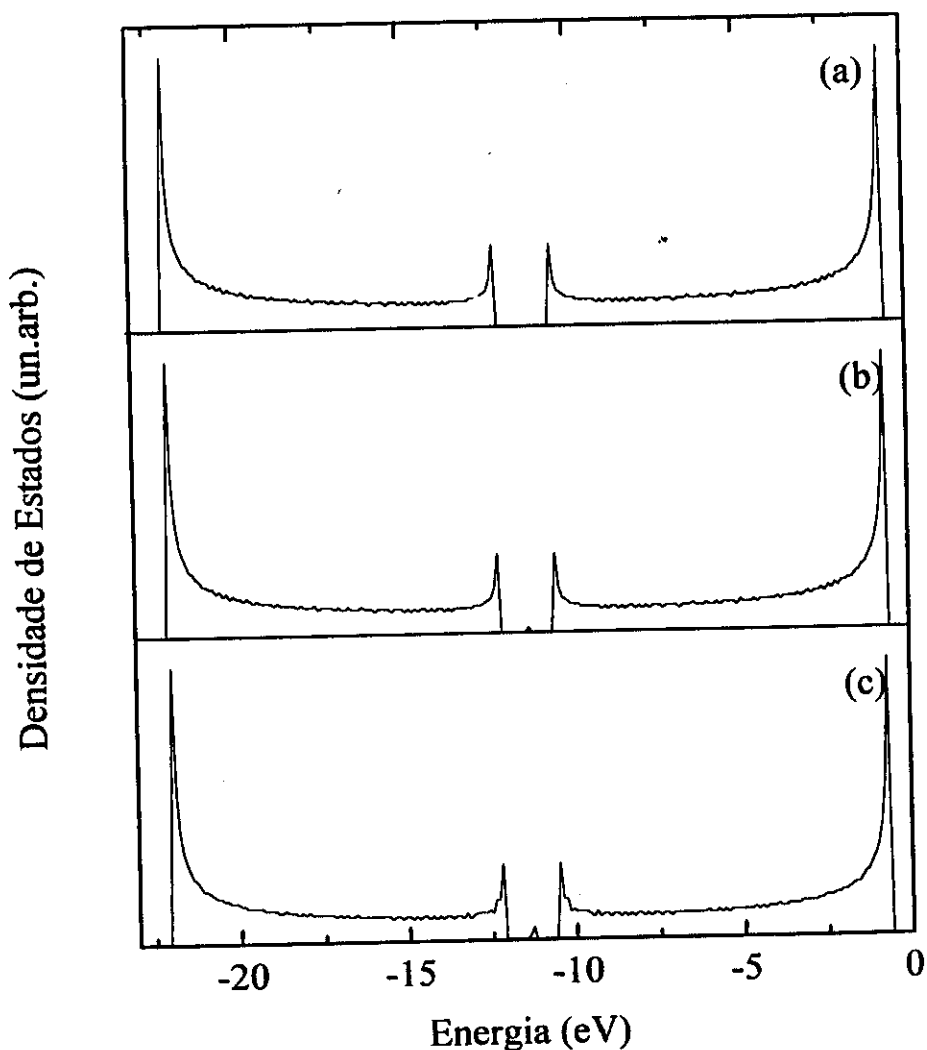 Densidade de Estados (un.arb.)
(a)
(b)
(c)
-20 -15 -10 -5 0
Energia (eV)